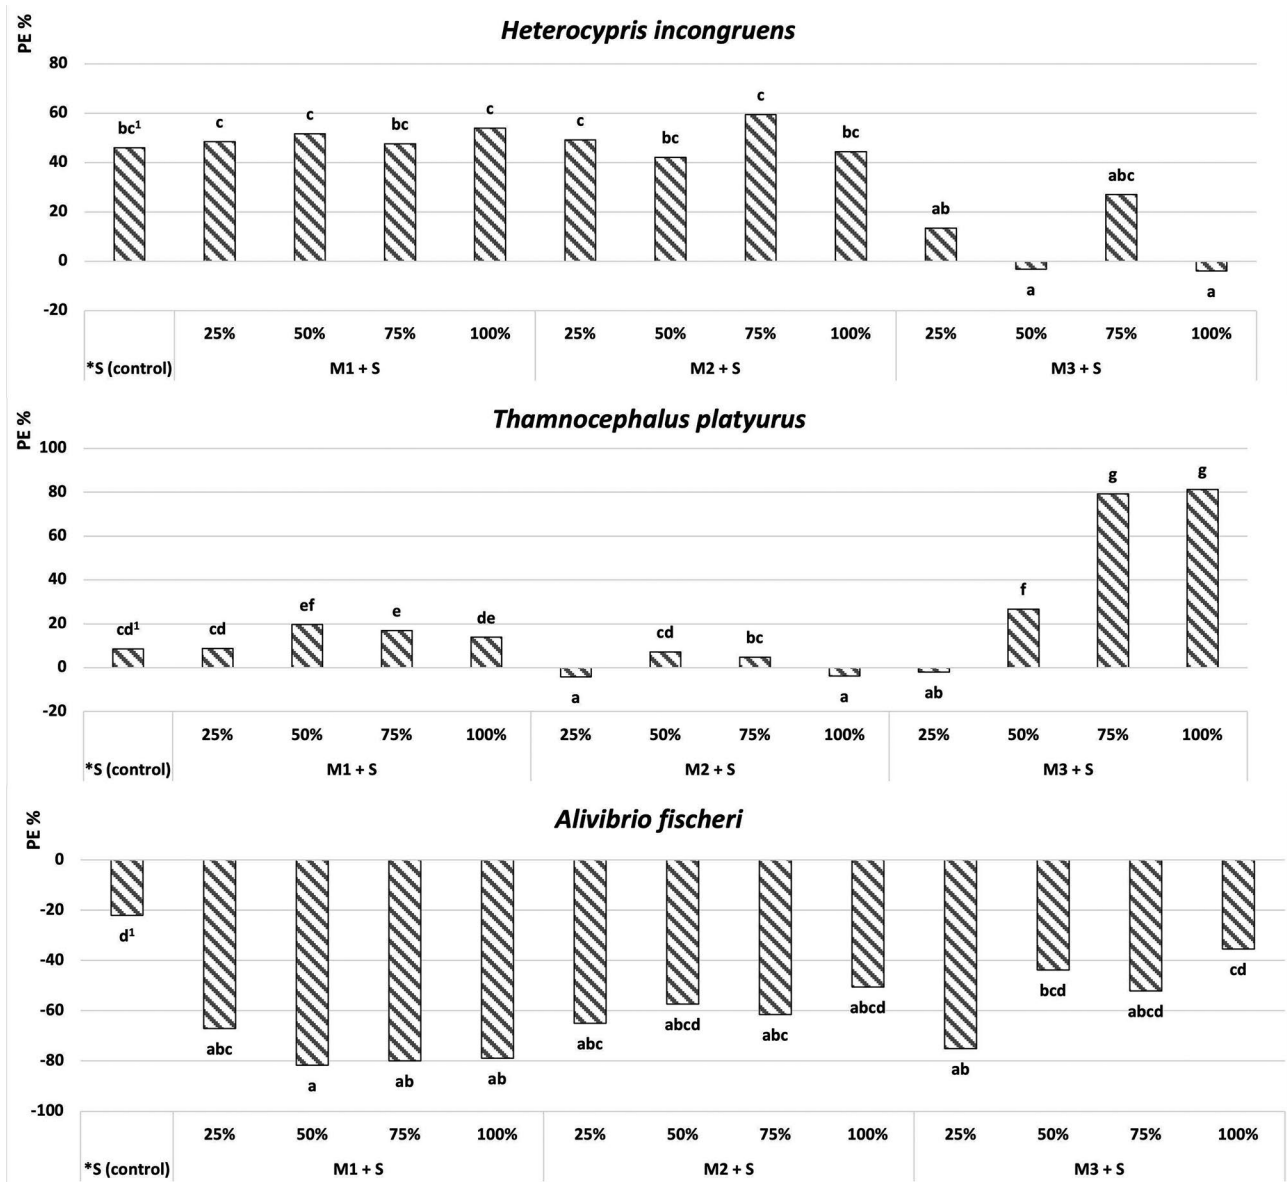 PE %
Heterocypris incongruens
80
60
40
20
0
-20
bc¹
c
c
bc
c
c
bc
c
bc
ab
a
abc
a
25%
50%
75%
100%
25%
50%
75%
100%
25%
50%
75%
100%
*S (control)
M1 + S
M2 + S
M3 + S
PE %
Thamnocephalus platyurus
100
80
60
40
20
0
-20
cd¹
cd
ef
e
de
a
cd
bc
a
ab
f
g
g
25%
50%
75%
100%
25%
50%
75%
100%
25%
50%
75%
100%
*S (control)
M1 + S
M2 + S
M3 + S
PE %
Alivibrio fischeri
0
-20
-40
-60
-80
-100
d¹
abc
a
ab
ab
abc
abcd
abc
abcd
ab
bcd
abcd
cd
25%
50%
75%
100%
25%
50%
75%
100%
25%
50%
75%
100%
*S (control)
M1 + S
M2 + S
M3 + S